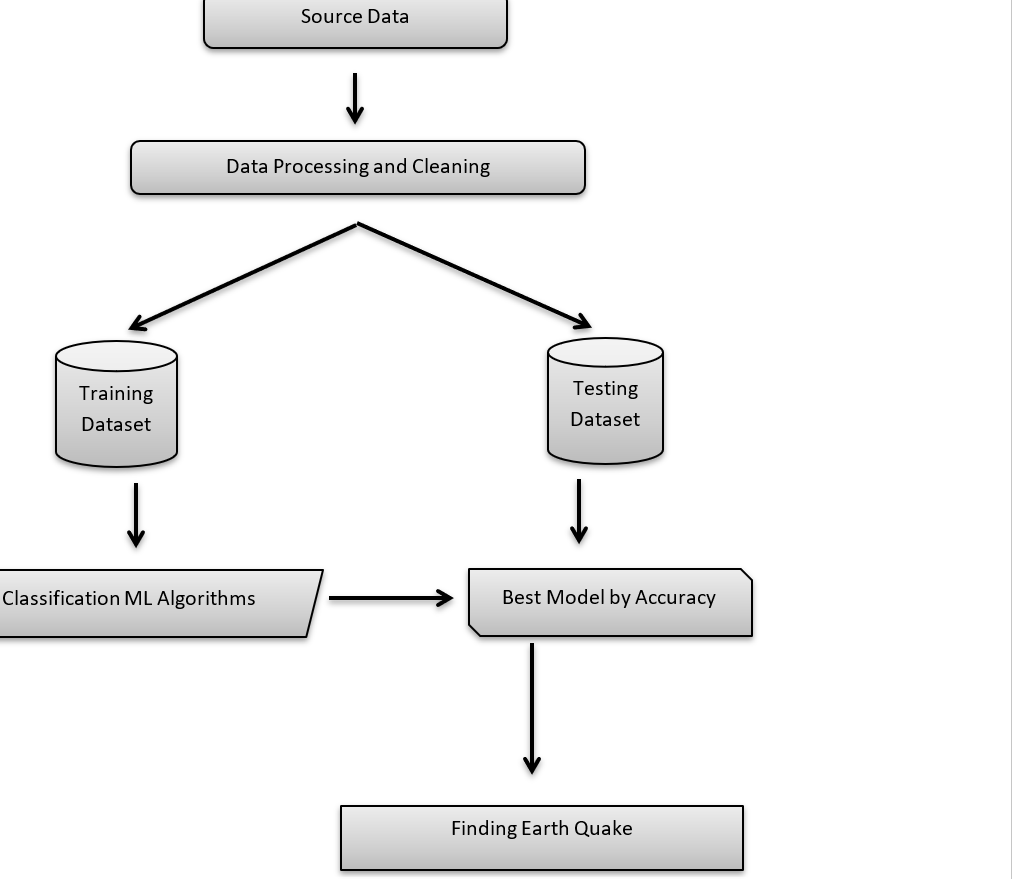 Source Data
Data Processing and Cleaning
Training
Dataset
Testing
Dataset
Classification ML Algorithms
Best Model by Accuracy
Finding Earth Quake